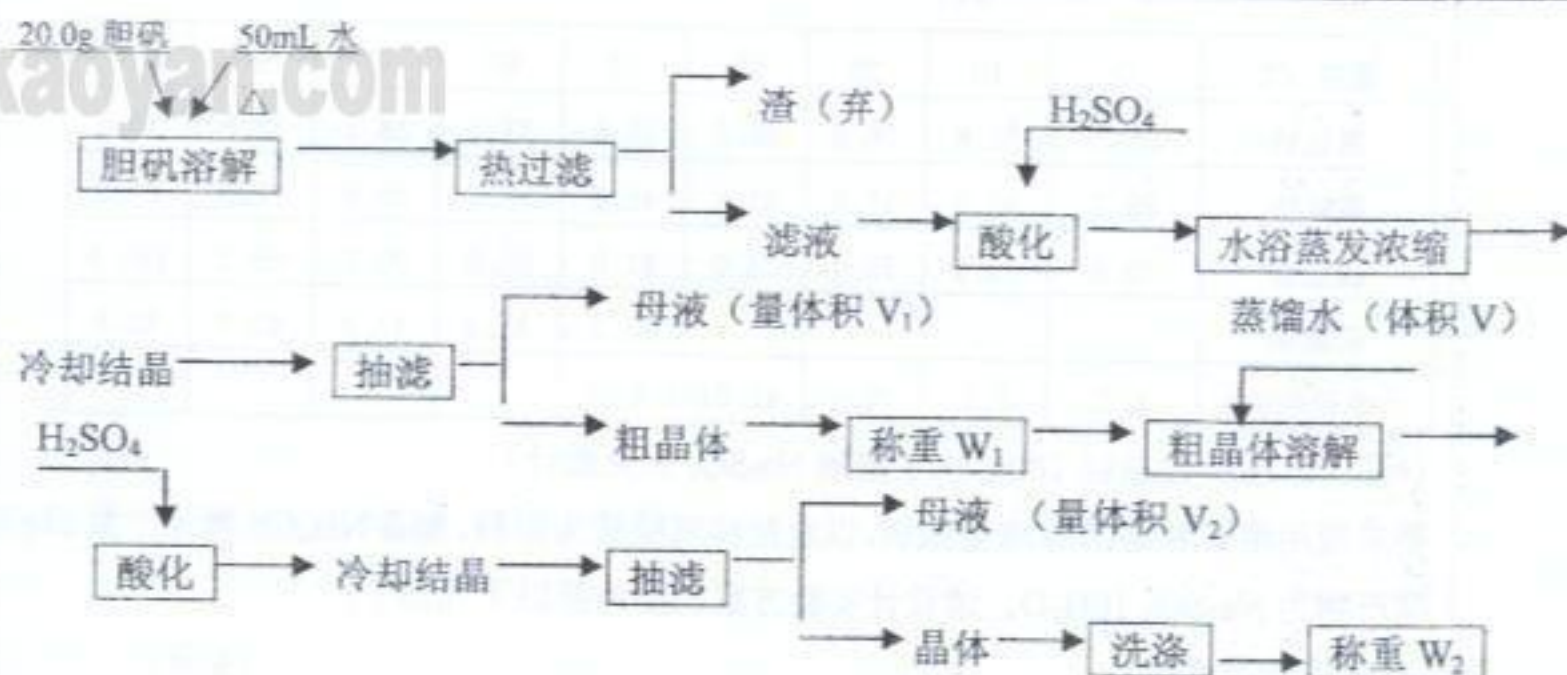 20.0g 胆矾 50mL 水
kaoyan.com
△
胆矾溶解 热过滤 渣（弃） H₂SO₄
滤液 酸化 水浴蒸发浓缩
母液（量体积 V₁） 蒸馏水（体积 V）
冷却结晶 抽滤
粗晶体 称重 W₁ 粗晶体溶解
H₂SO₄
母液 （量体积 V₂）
酸化 冷却结晶 抽滤
晶体 洗涤 称重 W₂